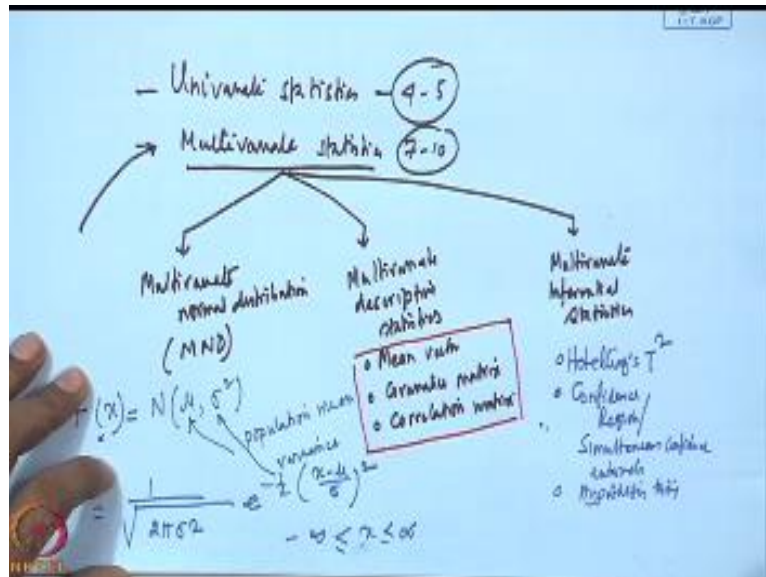 - Univariate statistics - 4-5
→ Multivariate statistics 7-10
Multivariate
normal distribution
(MND)
Multivariate
descriptive
statistics
• Mean vector
• Covariance matrix
• Correlation matrix
Multivariate
Inferential
Statistics
o Hotelling's T²
o Confidence
Region/
Simultaneous confidence
intervals
o Hypothesis
(x) = N(μ, σ²)
population mean
variance
= 1/√2πσ2 e -1/2 (x-μ/σ)²
-∞ ≤ x ≤ ∞
NPTEL